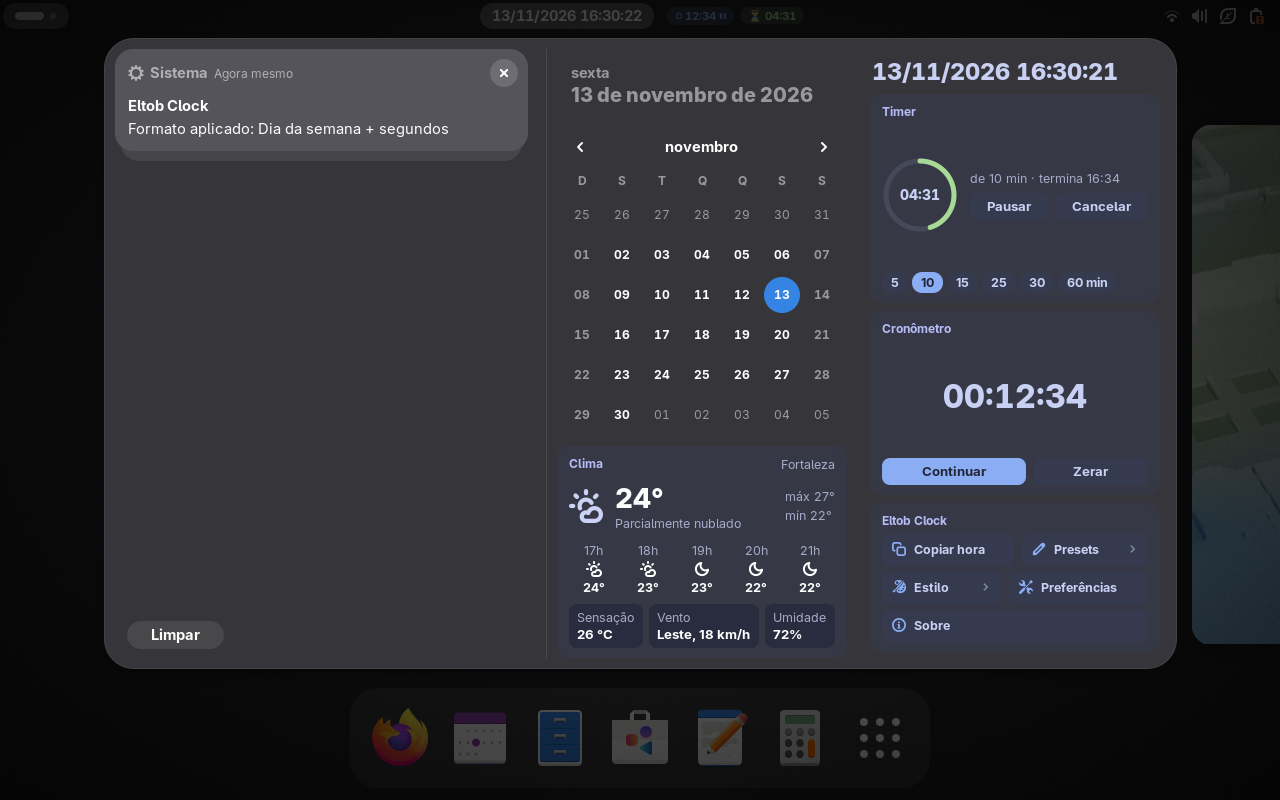 13/11/2026 16:30:22
12:34
04:31
Sistema Agora mesmo
Eltob Clock
Formato aplicado: Dia da semana + segundos
Limpar
sexta
13 de novembro de 2026
novembro
D S T Q Q S S
25 26 27 28 29 30 31
01 02 03 04 05 06 07
08 09 10 11 12 13 14
15 16 17 18 19 20 21
22 23 24 25 26 27 28
29 30 01 02 03 04 05
Clima Fortaleza
24°
Parcialmente nublado
máx 27°
mín 22°
17h 18h 19h 20h 21h
24° 23° 23° 22° 22°
Sensação Vento Umidade
26 °C Leste, 18 km/h 72%
13/11/2026 16:30:21
Timer
04:31
de 10 min · termina 16:34
Pausar Cancelar
5 10 15 25 30 60 min
Cronômetro
00:12:34
Continuar Zerar
Eltob Clock
Copiar hora Presets
Estilo Preferências
Sobre